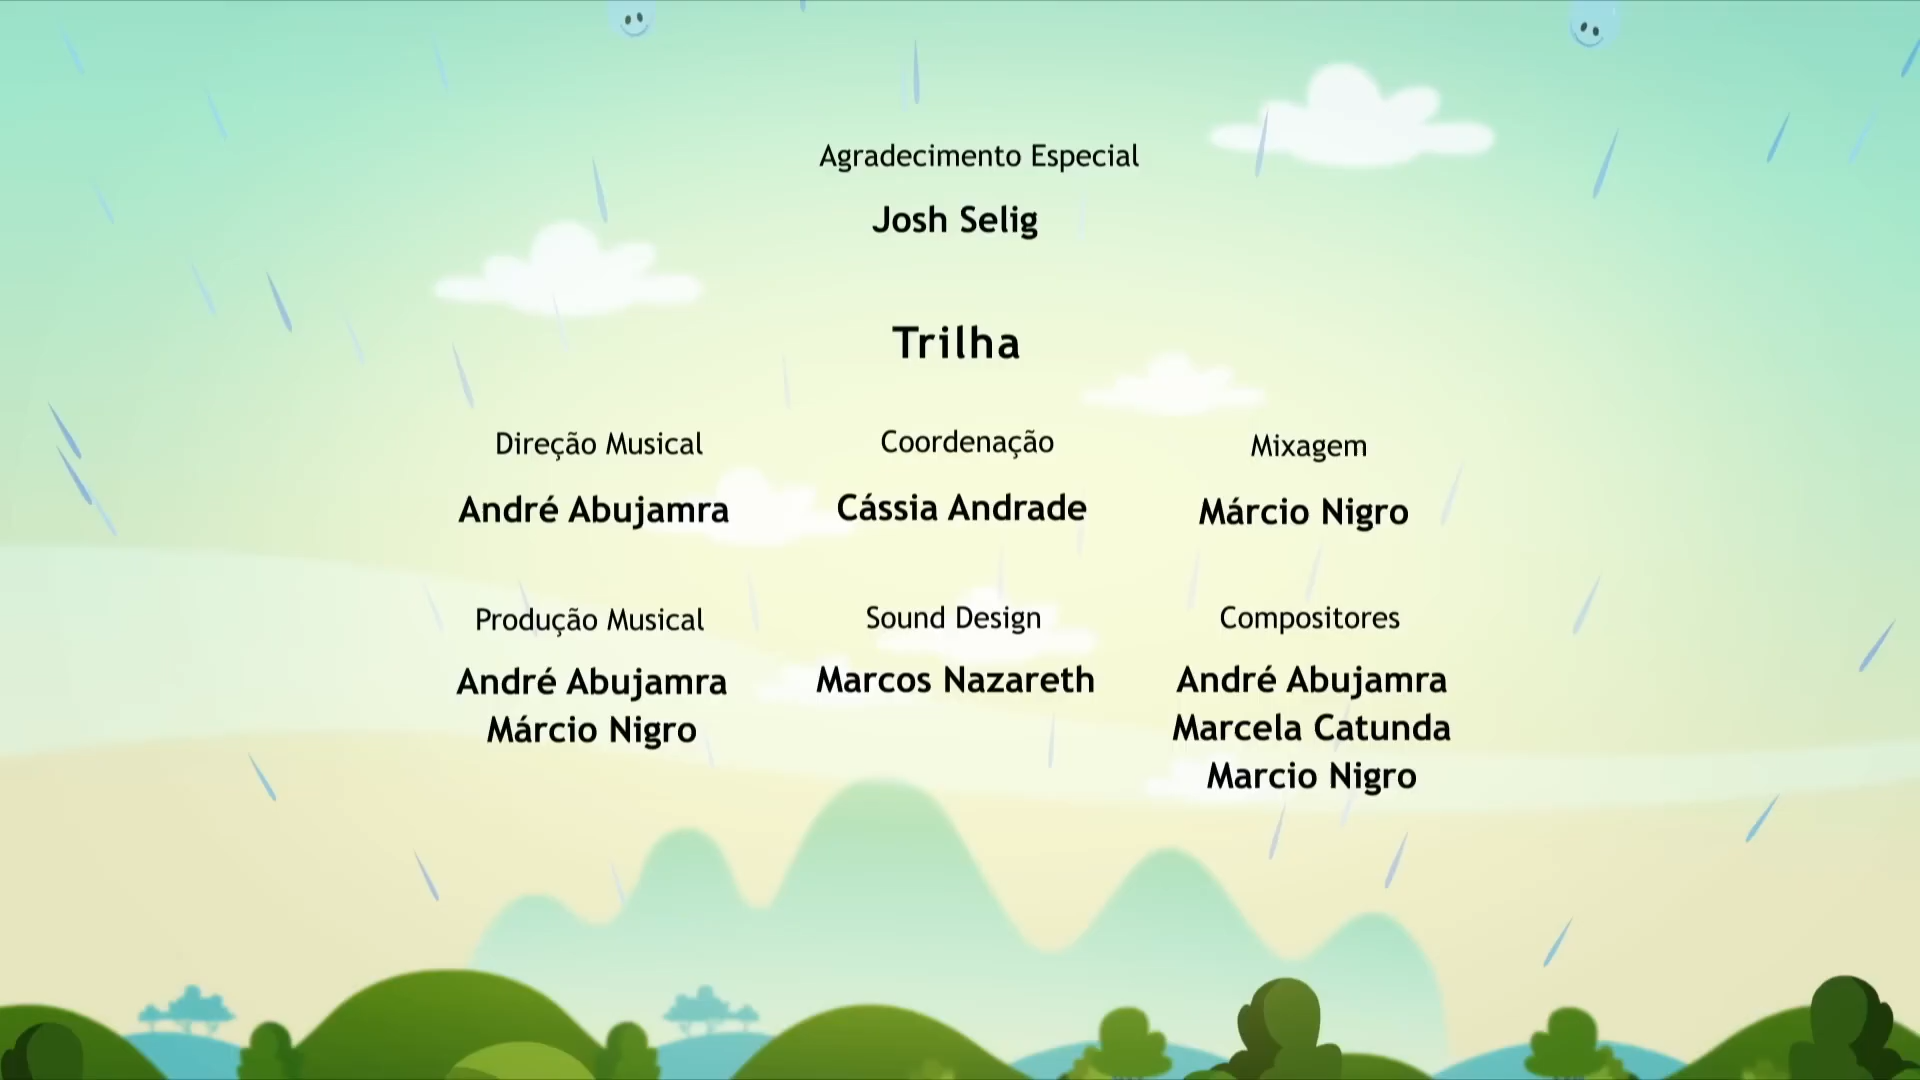 Agradecimento Especial
Josh Selig
Trilha
Direção Musical
André Abujamra
Coordenação
Cássia Andrade
Mixagem
Márcio Nigro
Produção Musical
André Abujamra
Márcio Nigro
Sound Design
Marcos Nazareth
Compositores
André Abujamra
Marcela Catunda
Marcio Nigro